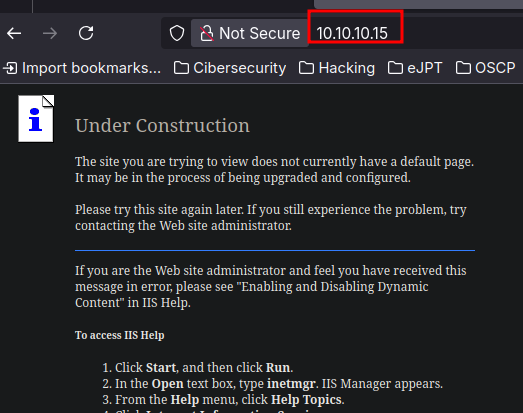 Not Secure 10.10.10.15
Import bookmarks... Cibersecurity Hacking eJPT OSCP
Under Construction
The site you are trying to view does not currently have a default page.
It may be in the process of being upgraded and configured.
Please try this site again later. If you still experience the problem, try
contacting the Web site administrator.
If you are the Web site administrator and feel you have received this
message in error, please see "Enabling and Disabling Dynamic
Content" in IIS Help.
To access IIS Help
1. Click Start, and then click Run.
2. In the Open text box, type inetmgr. IIS Manager appears.
3. From the Help menu, click Help Topics.